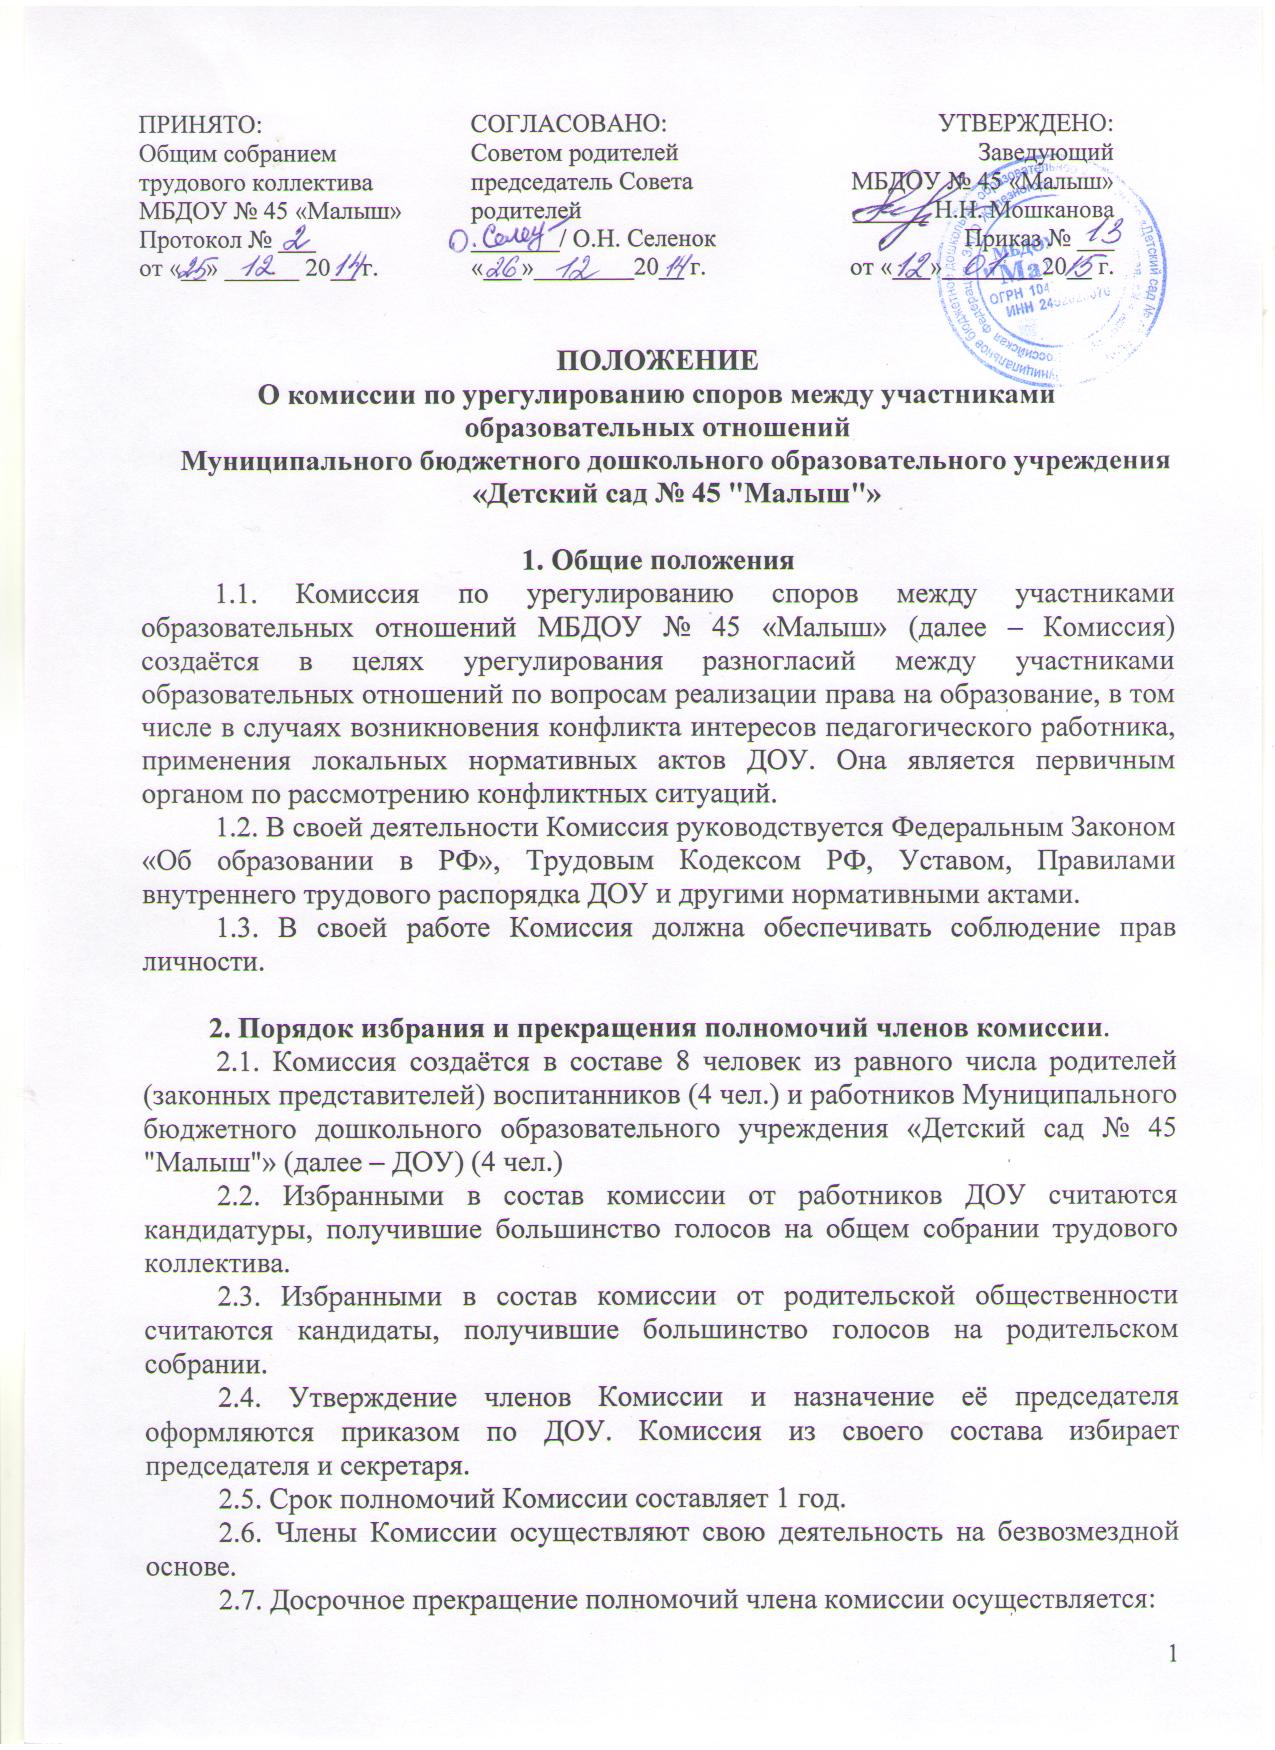 ПРИНЯТО:
Общим собранием
трудового коллектива
МБДОУ № 45 «Малыш»
Протокол № 2
от «25» 12 2014г.
СОГЛАСОВАНО:
Советом родителей
председатель Совета
родителей
/ О.Н. Селенок
«26» 12 2014г.
УТВЕРЖДЕНО:
Заведующий
МБДОУ № 45 «Малыш»
Н.Н. Мошканова
Приказ № 13
от «12» 01 2015 г.
ПОЛОЖЕНИЕ
О комиссии по урегулированию споров между участниками
образовательных отношений
Муниципального бюджетного дошкольного образовательного учреждения
«Детский сад № 45 "Малыш"»
1. Общие положения
1.1. Комиссия по урегулированию споров между участниками
образовательных отношений МБДОУ № 45 «Малыш» (далее – Комиссия)
создаётся в целях урегулирования разногласий между участниками
образовательных отношений по вопросам реализации права на образование, в том
числе в случаях возникновения конфликта интересов педагогического работника,
применения локальных нормативных актов ДОУ. Она является первичным
органом по рассмотрению конфликтных ситуаций.
1.2. В своей деятельности Комиссия руководствуется Федеральным Законом
«Об образовании в РФ», Трудовым Кодексом РФ, Уставом, Правилами
внутреннего трудового распорядка ДОУ и другими нормативными актами.
1.3. В своей работе Комиссия должна обеспечивать соблюдение прав
личности.
2. Порядок избрания и прекращения полномочий членов комиссии.
2.1. Комиссия создаётся в составе 8 человек из равного числа родителей
(законных представителей) воспитанников (4 чел.) и работников Муниципального
бюджетного дошкольного образовательного учреждения «Детский сад № 45
"Малыш"» (далее – ДОУ) (4 чел.)
2.2. Избранными в состав комиссии от работников ДОУ считаются
кандидатуры, получившие большинство голосов на общем собрании трудового
коллектива.
2.3. Избранными в состав комиссии от родительской общественности
считаются кандидаты, получившие большинство голосов на родительском
собрании.
2.4. Утверждение членов Комиссии и назначение её председателя
оформляются приказом по ДОУ. Комиссия из своего состава избирает
председателя и секретаря.
2.5. Срок полномочий Комиссии составляет 1 год.
2.6. Члены Комиссии осуществляют свою деятельность на безвозмездной
основе.
2.7. Досрочное прекращение полномочий члена комиссии осуществляется:
1